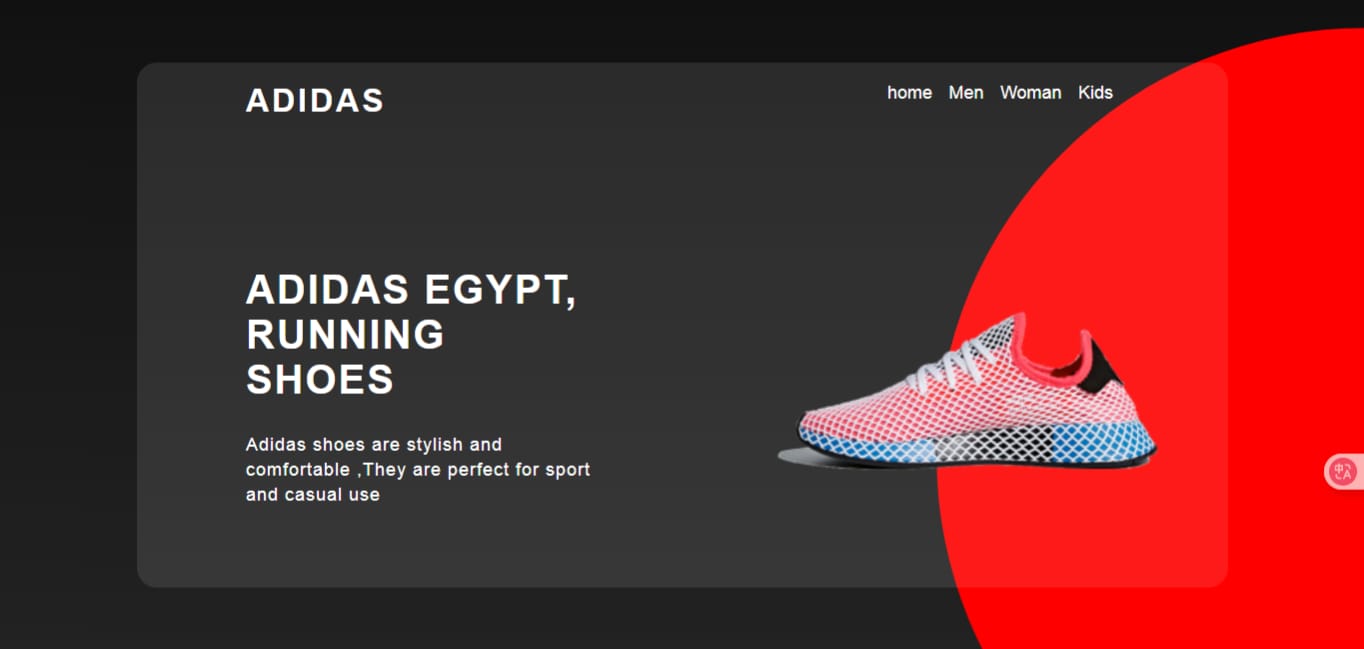 ADIDAS
home Men Woman Kids
ADIDAS EGYPT,
RUNNING
SHOES
Adidas shoes are stylish and
comfortable ,They are perfect for sport
and casual use
中
A